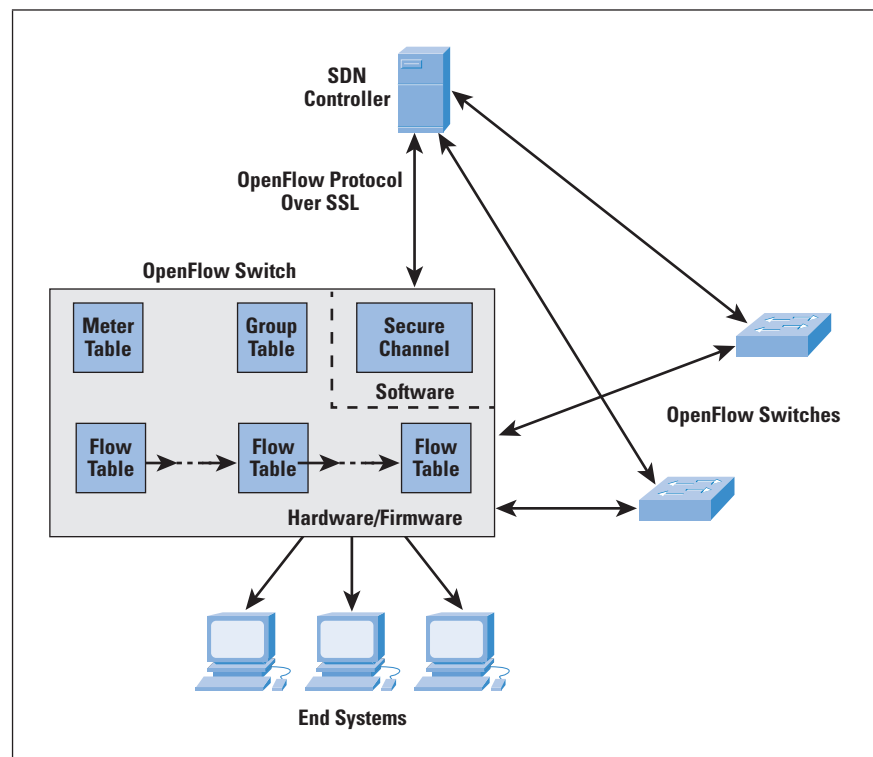 SDN
Controller
OpenFlow Protocol
Over SSL
OpenFlow Switch
Meter
Table
Group
Table
Secure
Channel
Software
OpenFlow Switches
Flow
Table
Flow
Table
Flow
Table
Hardware/Firmware
End Systems